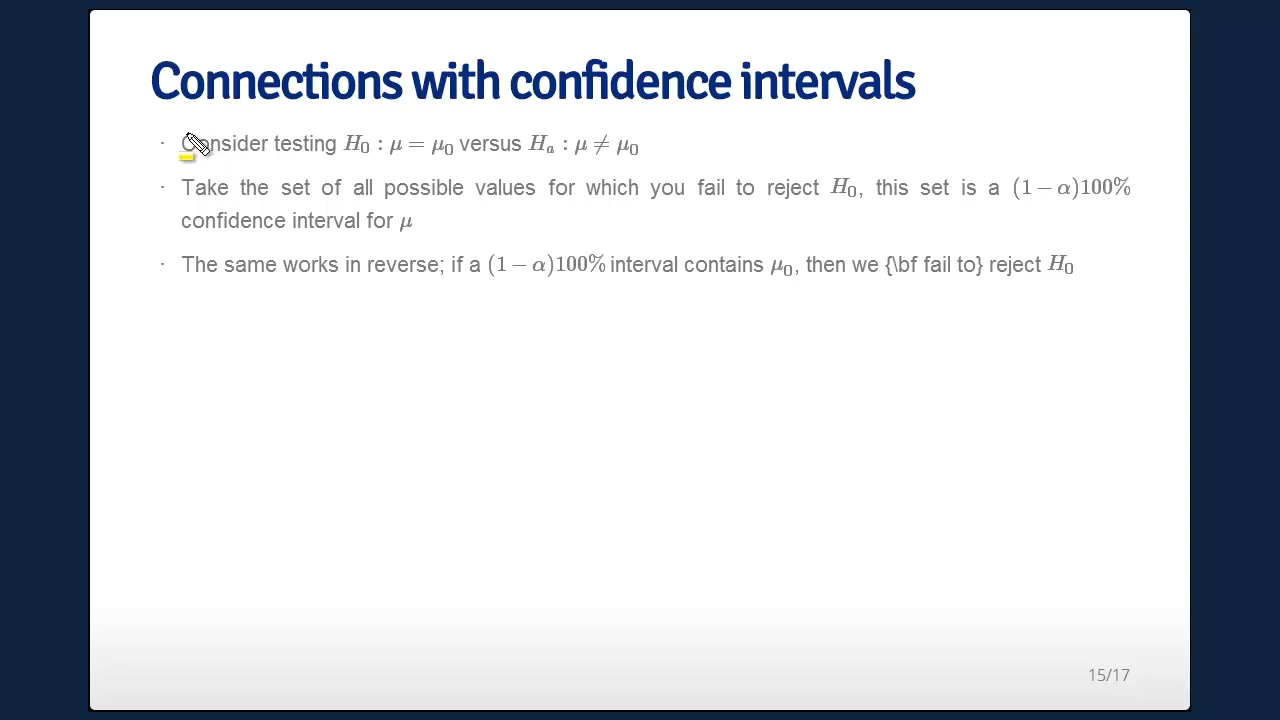 Connections with confidence intervals
· Consider testing H₀ : μ = μ₀ versus Hₐ : μ ≠ μ₀
· Take the set of all possible values for which you fail to reject H₀, this set is a (1 − α)100%
confidence interval for μ
· The same works in reverse; if a (1 − α)100% interval contains μ₀, then we {\bf fail to} reject H₀
15/17